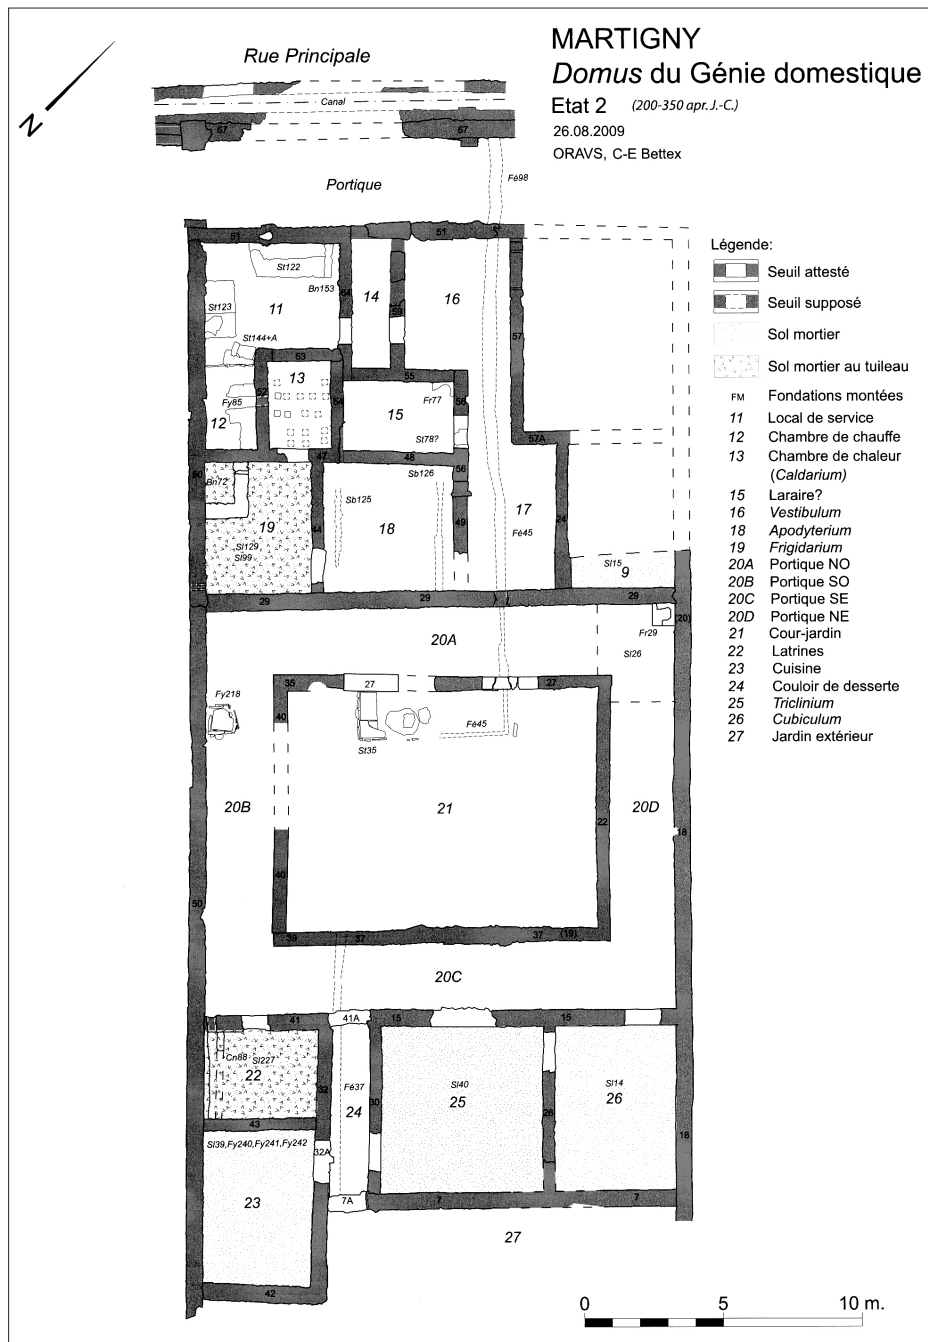 MARTIGNY
Domus du Génie domestique
Etat 2 (200-350 apr. J.-C.)
26.08.2009
ORAVS, C-E Bettex
N
Rue Principale
Canal
67
67
Portique
Fé98
51
51
5
St122
Bn153
54
St123
11
14
16
59
St144+A
57
53
13
55
52
54
Fy85
Fr77
56
15
12
St78?
57A
47
48
60
Bn72
Sb126
56
Sb125
19
44
18
49
17
24
Sl129
Sl99
Fé45
Sl15
9
29
29
29
20A
Fr29
(20)
Sl26
35
27
27
Fy218
40
St35
Fé45
20B
21
20D
22
18
40
50
39
37
37
(19)
20C
41
41A
15
15
Cn88
Sl227
22
32
Fé37
24
30
Sl40
25
28
Sl14
26
43
Sl39,Fy240,Fy241,Fy242
32A
18
23
7A
7
7
27
42
Légende:
Seuil attesté
Seuil supposé
Sol mortier
Sol mortier au tuileau
FM Fondations montées
11 Local de service
12 Chambre de chauffe
13 Chambre de chaleur
(Caldarium)
15 Laraire?
16 Vestibulum
18 Apodyterium
19 Frigidarium
20A Portique NO
20B Portique SO
20C Portique SE
20D Portique NE
21 Cour-jardin
22 Latrines
23 Cuisine
24 Couloir de desserte
25 Triclinium
26 Cubiculum
27 Jardin extérieur
0 5 10 m.